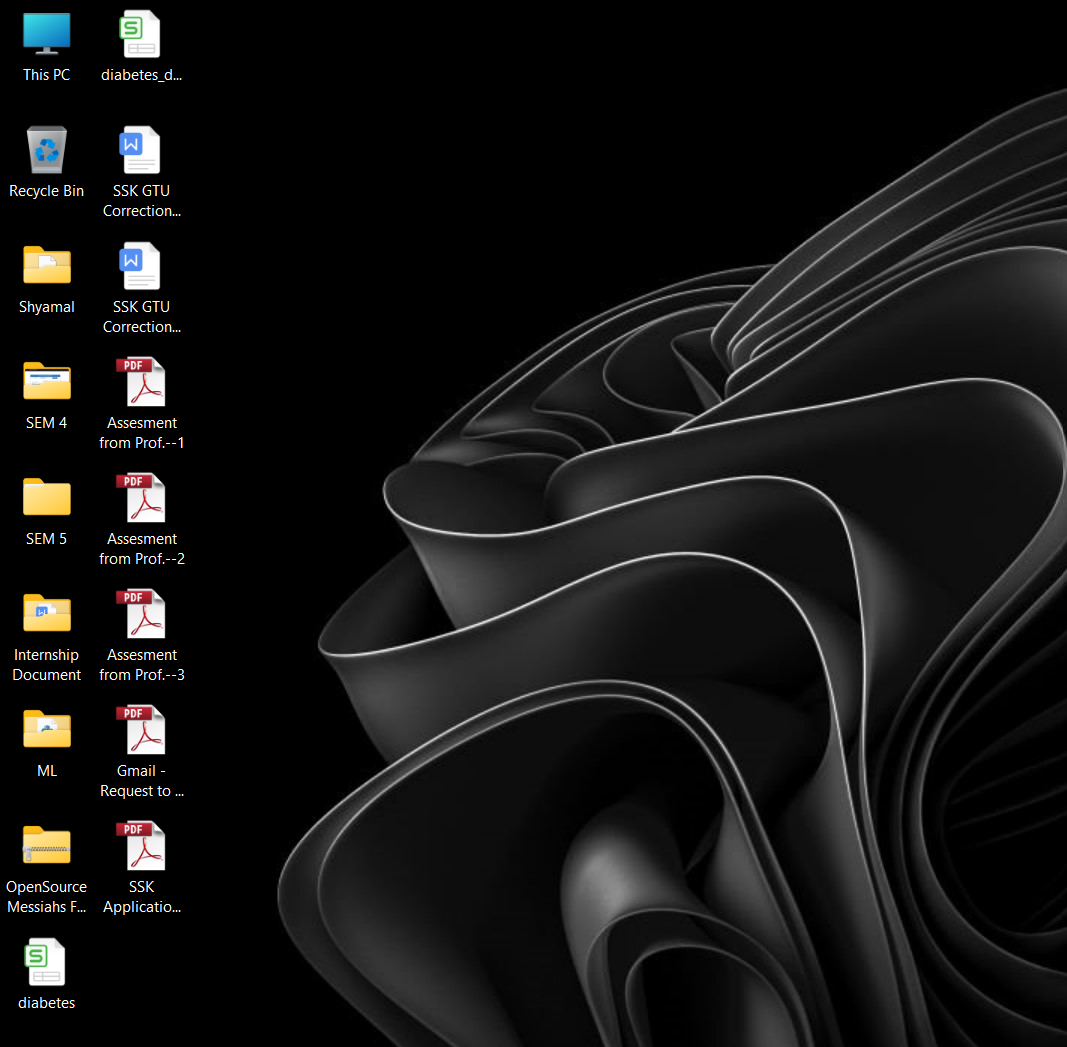 This PC
diabetes_d...
Recycle Bin
SSK GTU
Correction...
Shyamal
SSK GTU
Correction...
SEM 4
PDF
Assesment
from Prof.--1
SEM 5
PDF
Assesment
from Prof.--2
Internship
Document
PDF
Assesment
from Prof.--3
ML
PDF
Gmail -
Request to ...
OpenSource
Messiahs F...
PDF
SSK
Applicatio...
S
diabetes